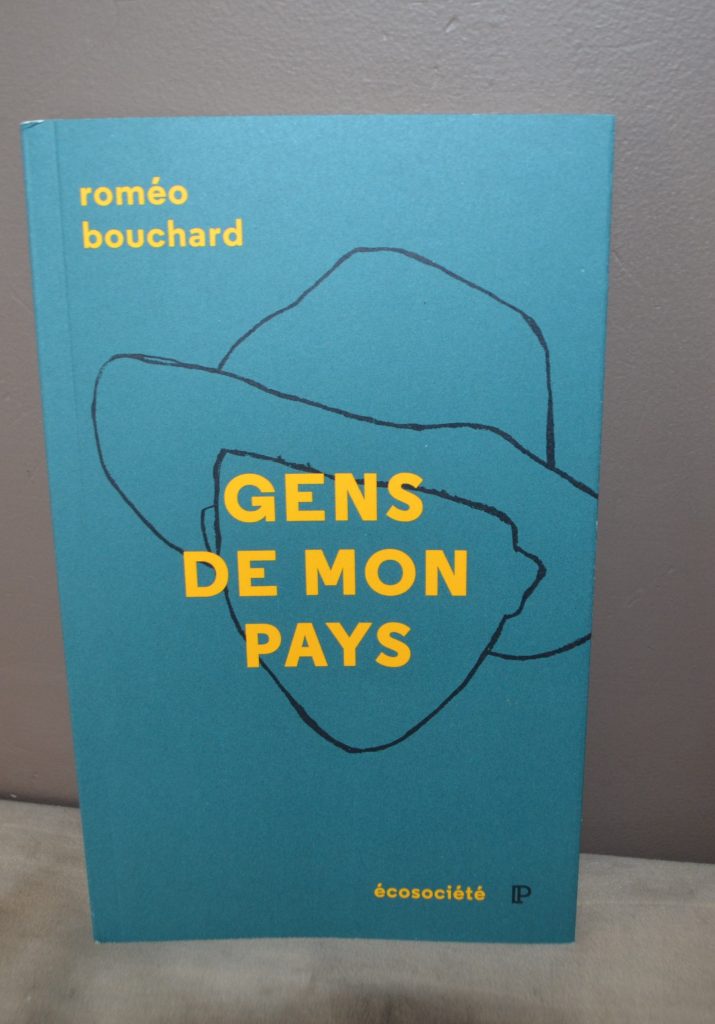 roméo
bouchard
GENS
DE MON
PAYS
écosociété P